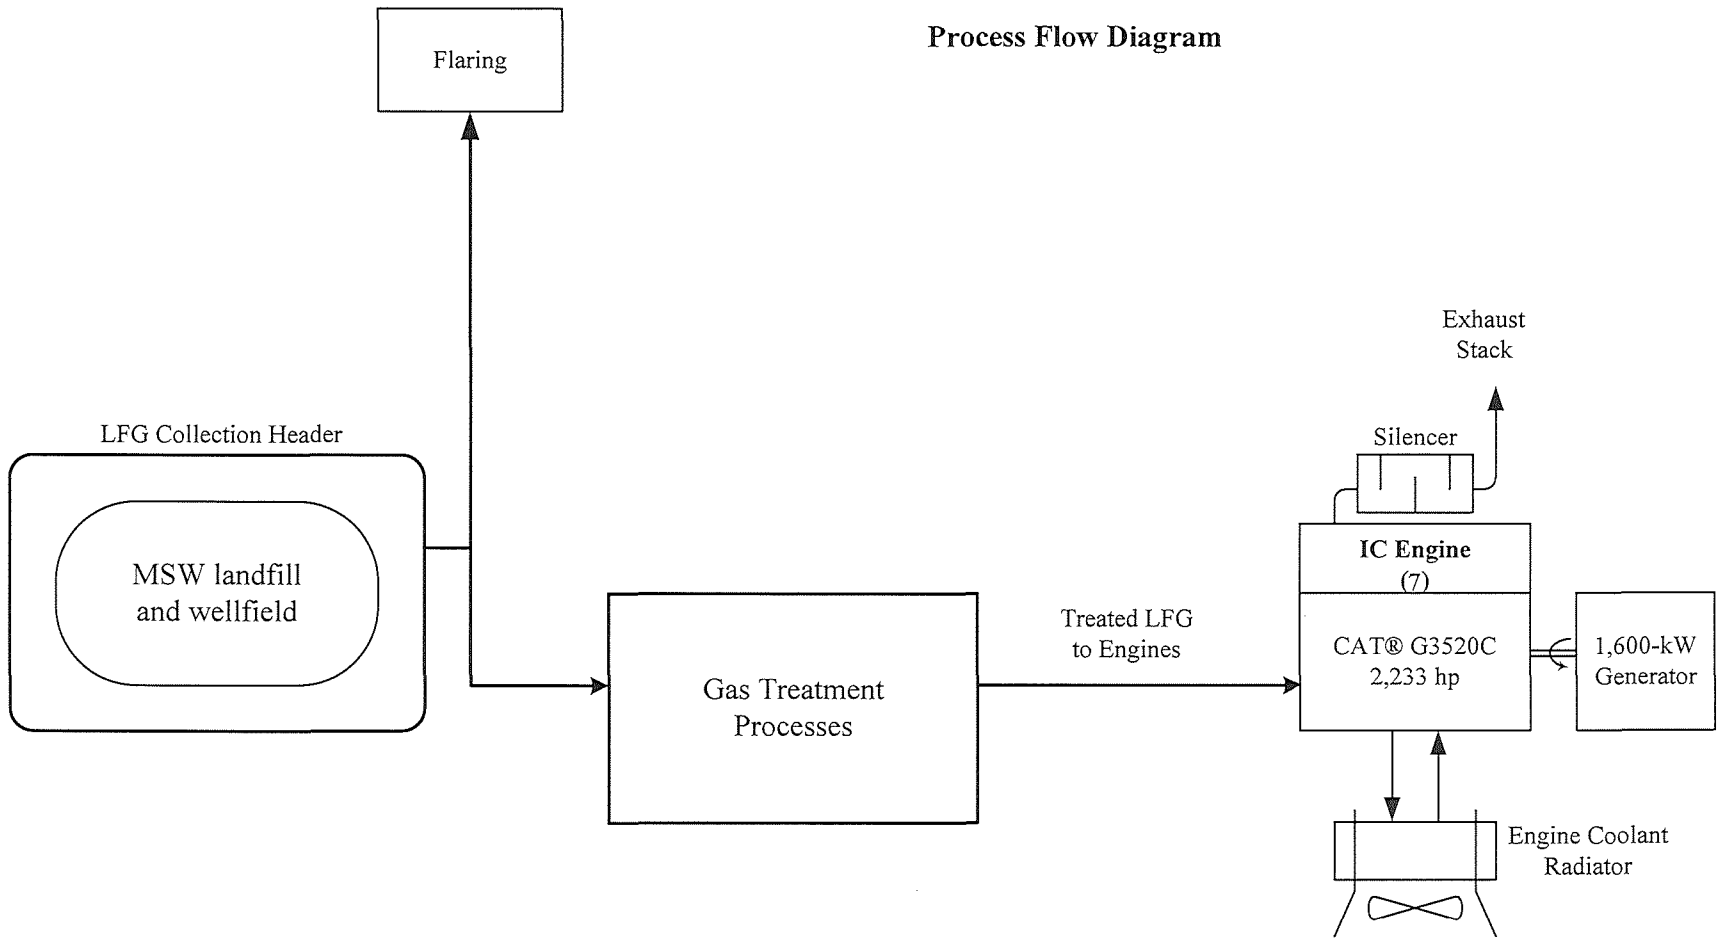 Process Flow Diagram
Flaring
Exhaust
Stack
LFG Collection Header
Silencer
MSW landfill
and wellfield
IC Engine
(7)
Treated LFG
to Engines
CAT® G3520C
2,233 hp
1,600-kW
Generator
Gas Treatment
Processes
Engine Coolant
Radiator